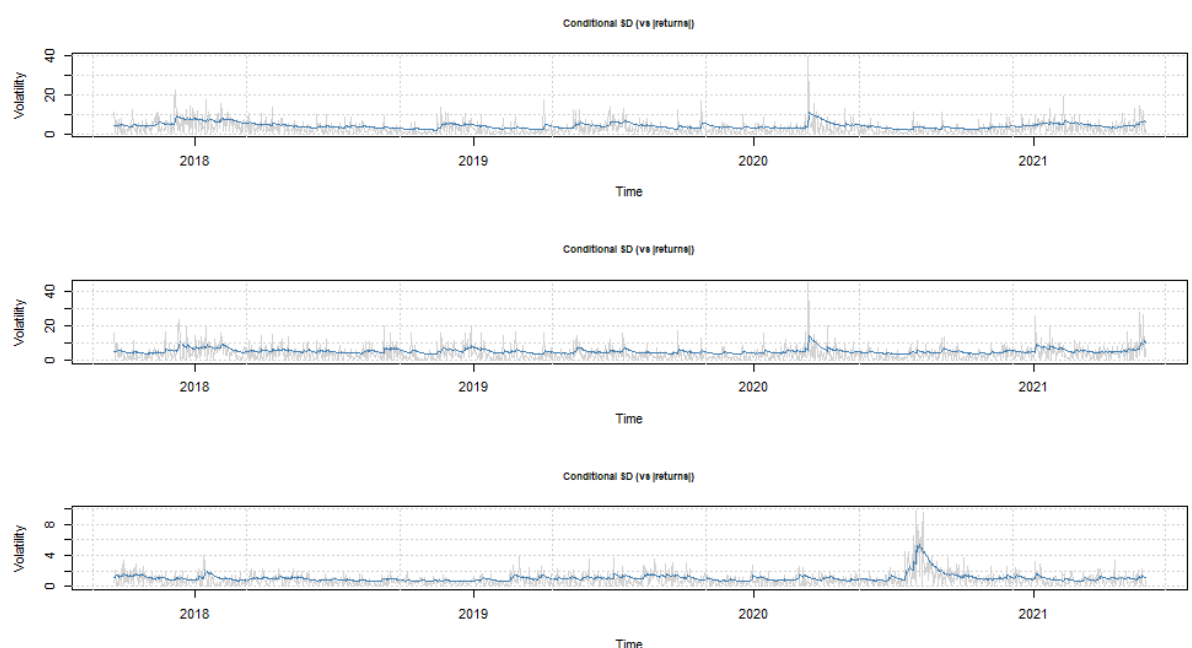 Conditional SD (vs |returns|)
Volatility
40
20
0
2018 2019 2020 2021
Time
Conditional SD (vs |returns|)
Volatility
40
20
0
2018 2019 2020 2021
Time
Conditional SD (vs |returns|)
Volatility
8
4
0
2018 2019 2020 2021
Time